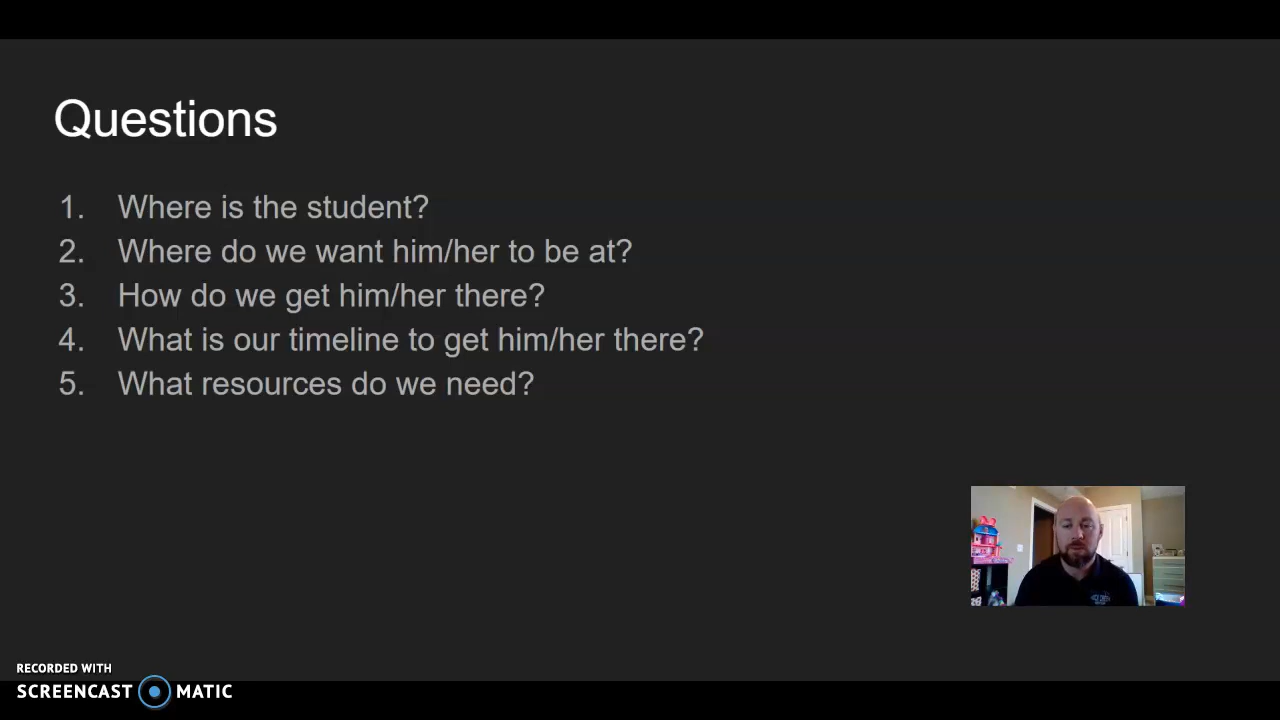 Questions
1. Where is the student?
2. Where do we want him/her to be at?
3. How do we get him/her there?
4. What is our timeline to get him/her there?
5. What resources do we need?
RECORDED WITH
SCREENCAST MATIC